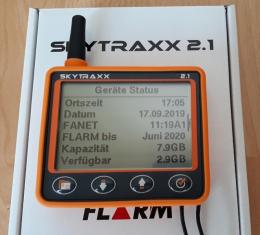 SKYTRAXX 2.1
SKYTRAXX 2.1
Geräte Status
Ortszeit 17:05
Datum 17.09.2019
FANET 11:19A1
FLARM bis Juni 2020
Kapazität 7.9GB
Verfügbar 2.9GB
FLARM